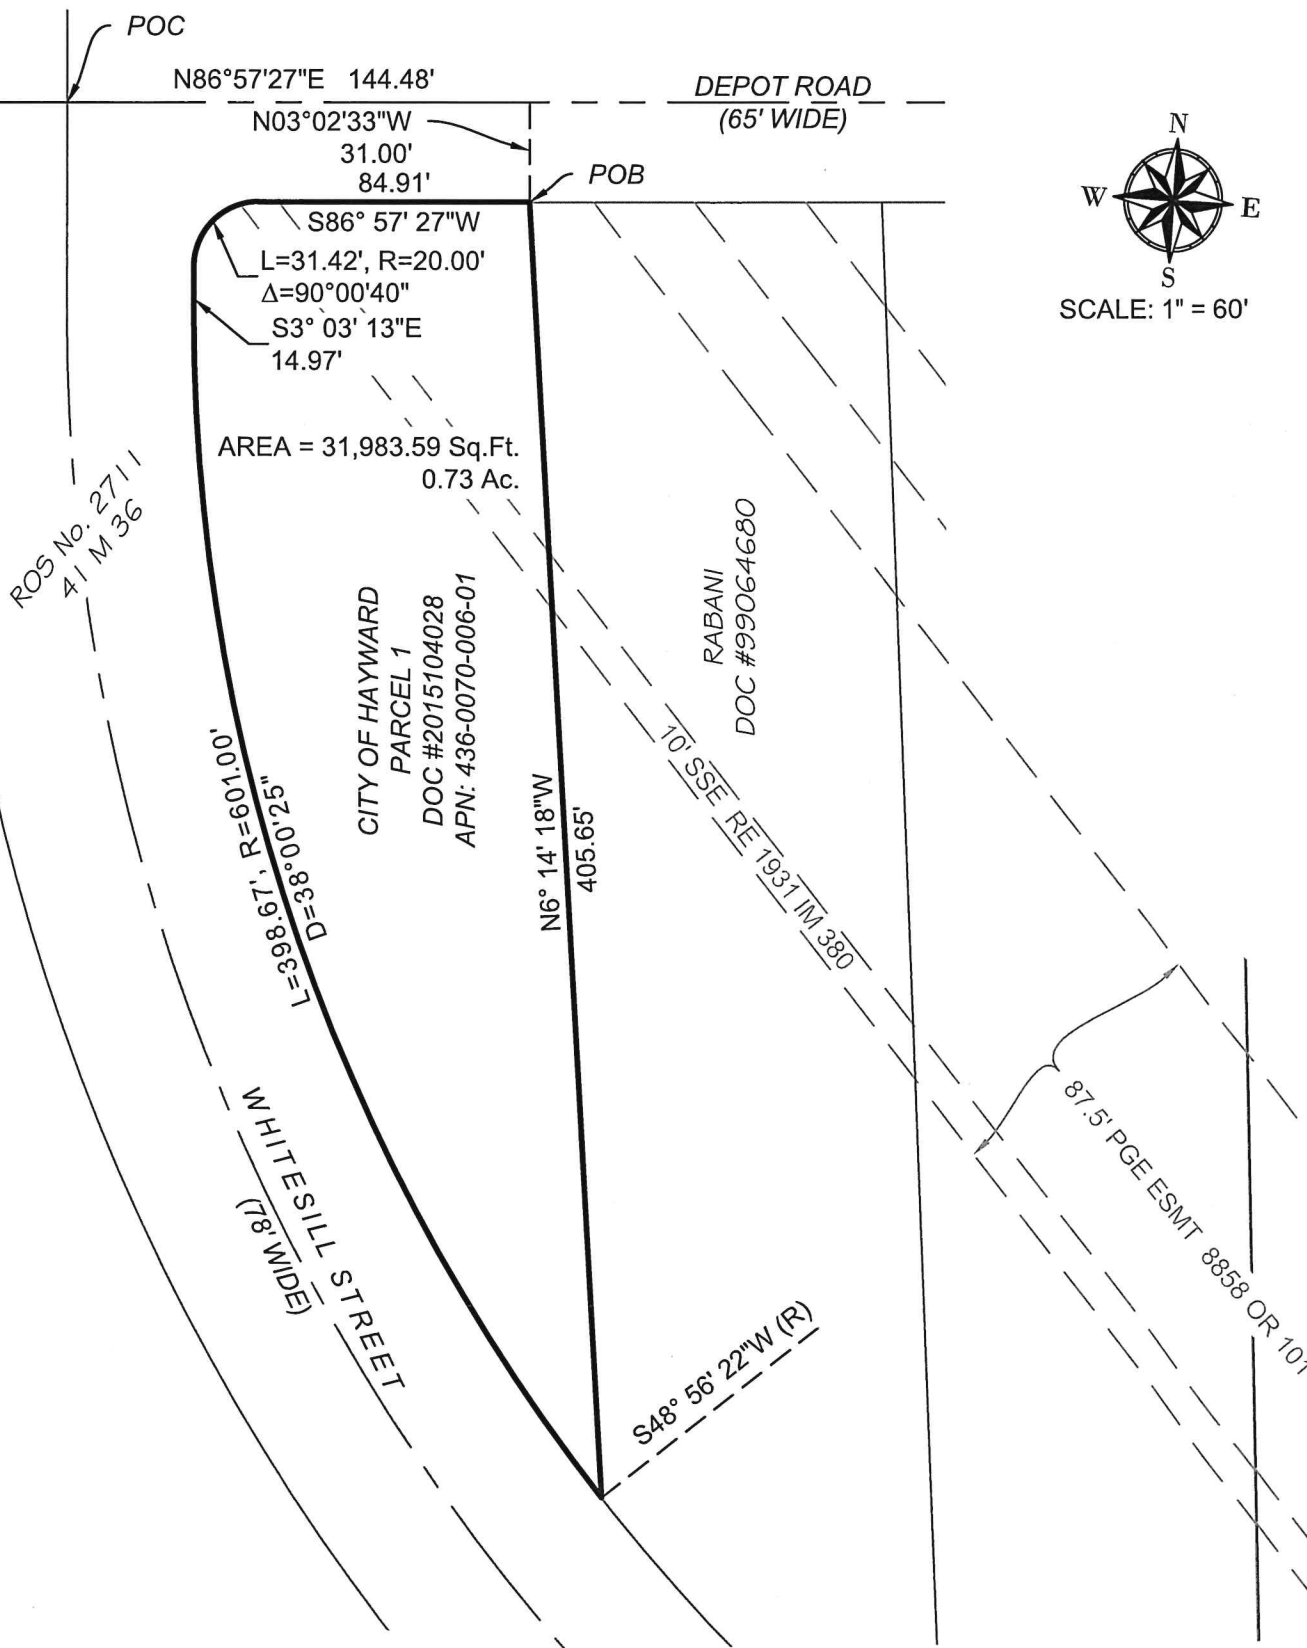 POC
N86°57'27"E 144.48'
DEPOT ROAD
(65' WIDE)
N03°02'33"W
31.00'
84.91'
POB
S86° 57' 27"W
L=31.42', R=20.00'
Δ=90°00'40"
S3° 03' 13"E
14.97'
N
W
E
S
SCALE: 1" = 60'
AREA = 31,983.59 Sq.Ft.
0.73 Ac.
ROS No. 2711
41 M 36
CITY OF HAYWARD
PARCEL 1
DOC #2015104028
APN: 436-0070-006-01
RABANI
DOC #99064680
L=398.67', R=601.00'
D=38°00'25"
N6° 14' 18"W
405.65'
10' SSE RE 1931 IM 380
87.5' PGE ESMT 8858 OR 101
WHITESILL STREET
(78' WIDE)
S48° 56' 22"W (R)